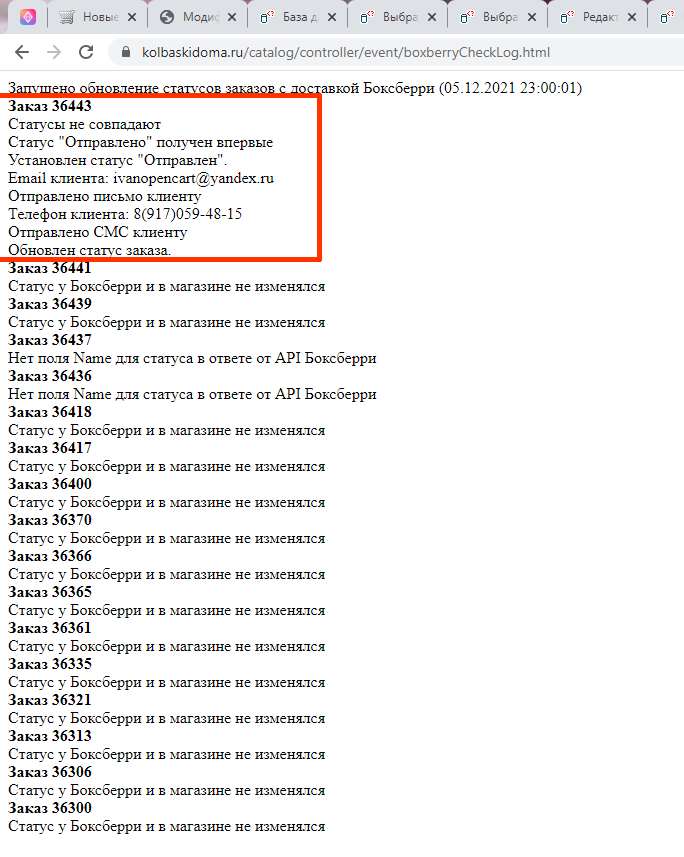 Новые
Модис
База д
Выбра
Выбра
Редакт
kolbaskidoma.ru/catalog/controller/event/boxberryCheckLog.html
Запущено обновление статусов заказов с доставкой Боксберри (05.12.2021 23:00:01)
Заказ 36443
Статусы не совпадают
Статус "Отправлено" получен впервые
Установлен статус "Отправлен".
Email клиента: ivanopencart@yandex.ru
Отправлено письмо клиенту
Телефон клиента: 8(917)059-48-15
Отправлено СМС клиенту
Обновлен статус заказа.
Заказ 36441
Статус у Боксберри и в магазине не изменялся
Заказ 36439
Статус у Боксберри и в магазине не изменялся
Заказ 36437
Нет поля Name для статуса в ответе от API Боксберри
Заказ 36436
Нет поля Name для статуса в ответе от API Боксберри
Заказ 36418
Статус у Боксберри и в магазине не изменялся
Заказ 36417
Статус у Боксберри и в магазине не изменялся
Заказ 36400
Статус у Боксберри и в магазине не изменялся
Заказ 36370
Статус у Боксберри и в магазине не изменялся
Заказ 36366
Статус у Боксберри и в магазине не изменялся
Заказ 36365
Статус у Боксберри и в магазине не изменялся
Заказ 36361
Статус у Боксберри и в магазине не изменялся
Заказ 36335
Статус у Боксберри и в магазине не изменялся
Заказ 36321
Статус у Боксберри и в магазине не изменялся
Заказ 36313
Статус у Боксберри и в магазине не изменялся
Заказ 36306
Статус у Боксберри и в магазине не изменялся
Заказ 36300
Статус у Боксберри и в магазине не изменялся